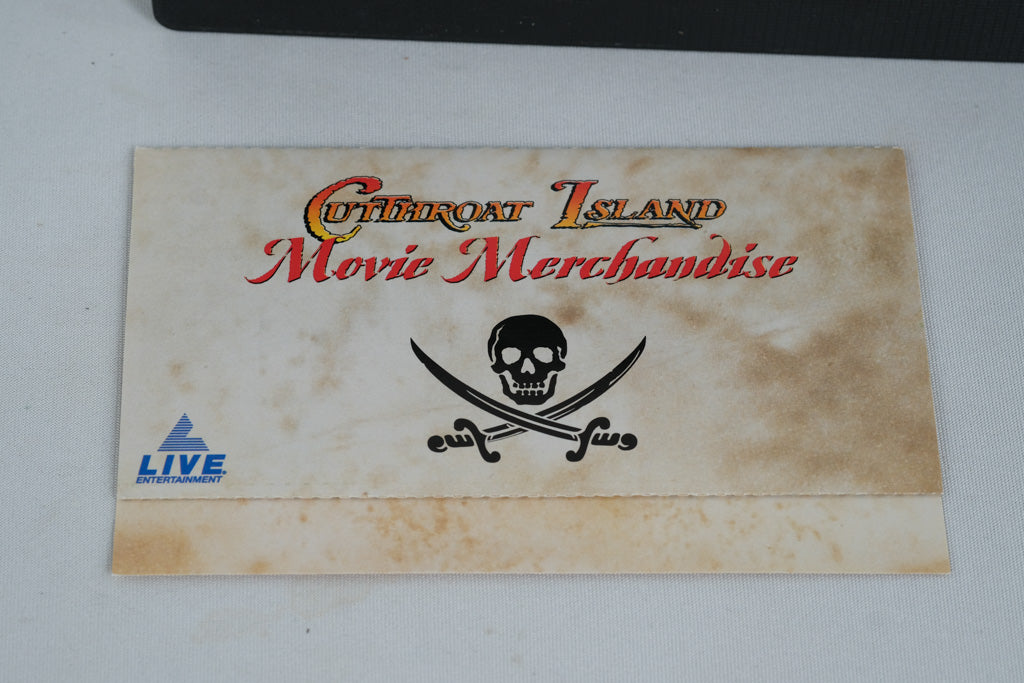 Cutthroat Island
Movie Merchandise
LIVE.
ENTERTAINMENT